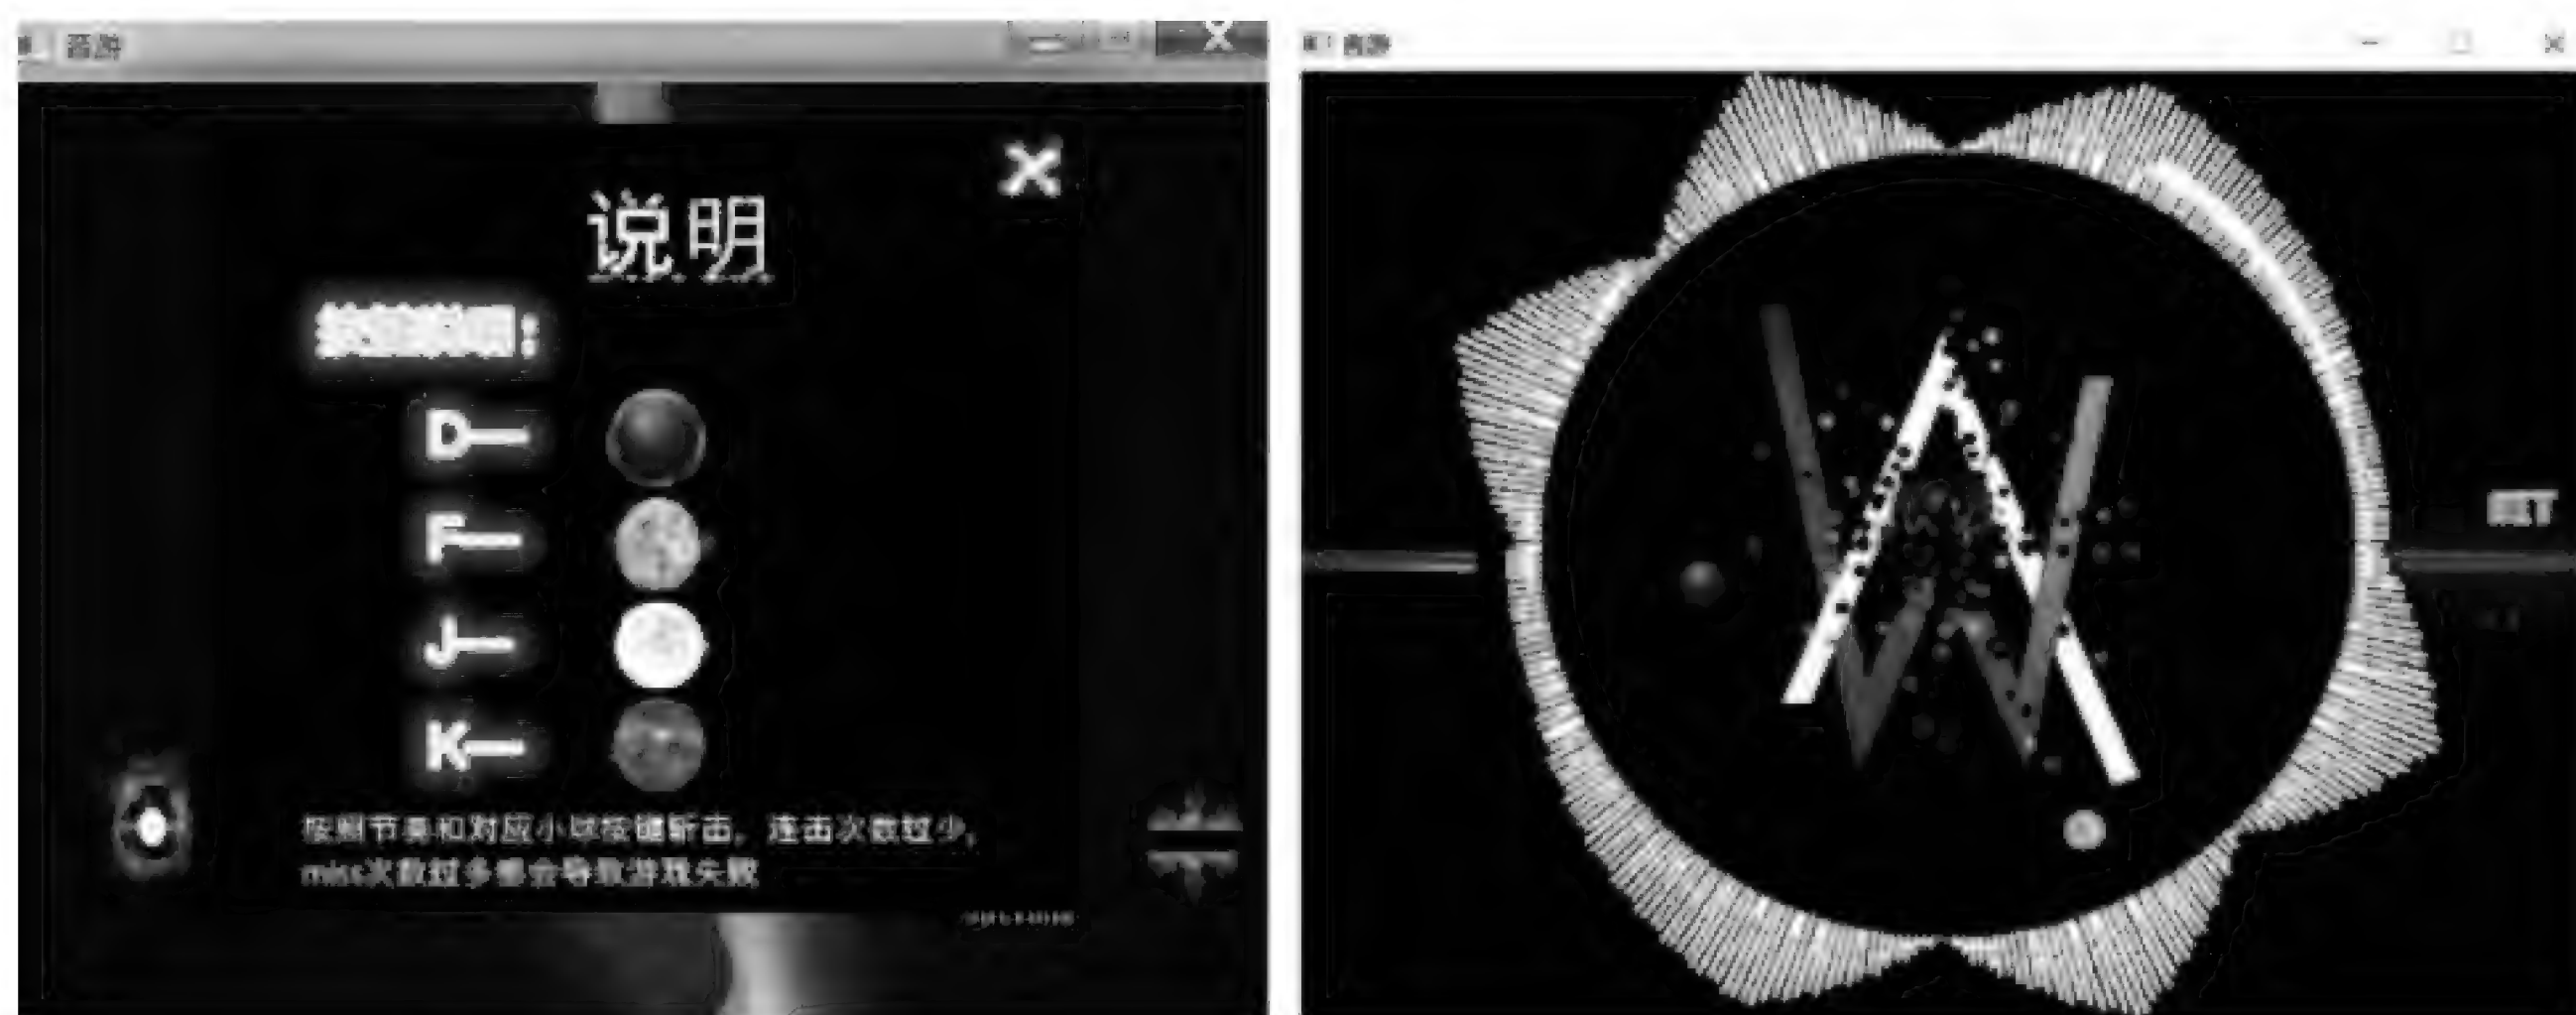 音游
说明
D—
F—
J—
K—
按照节奏和对应小球按键斩击，连击次数过少，
miss次数过多都会导致游戏失败
音游